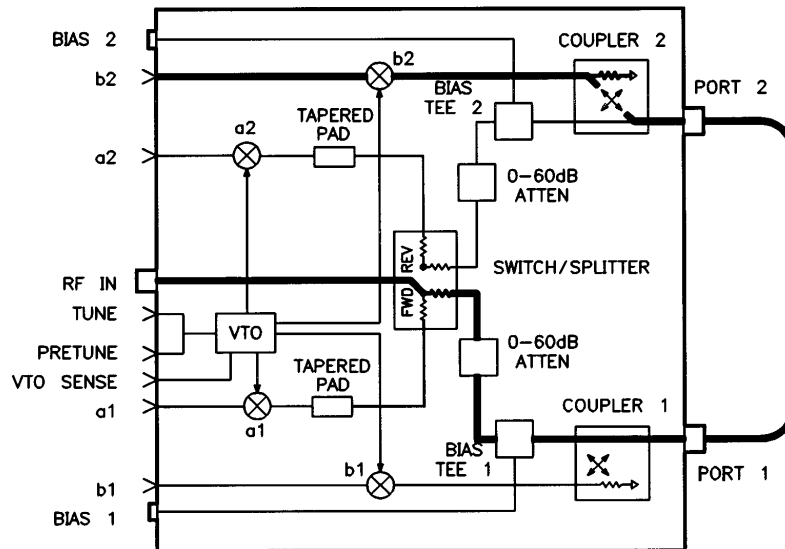 BIAS 2
b2
b2
COUPLER 2
BIAS
TEE 2
PORT 2
a2
a2
TAPERED
PAD
0-60dB
ATTEN
RF IN
REV
FWD
SWITCH/SPLITTER
TUNE
PRETUNE
VTO
VTO SENSE
0-60dB
ATTEN
a1
a1
TAPERED
PAD
COUPLER 1
BIAS
TEE 1
PORT 1
b1
b1
BIAS 1